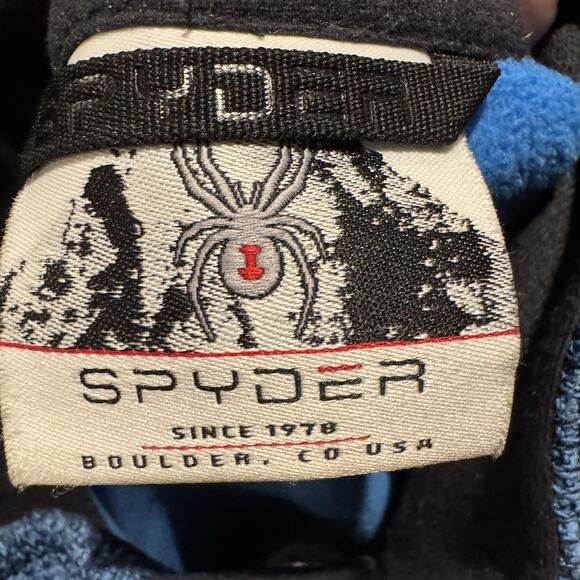 SPYDER
SPYDER
SINCE 1978
BOULDER, CO USA